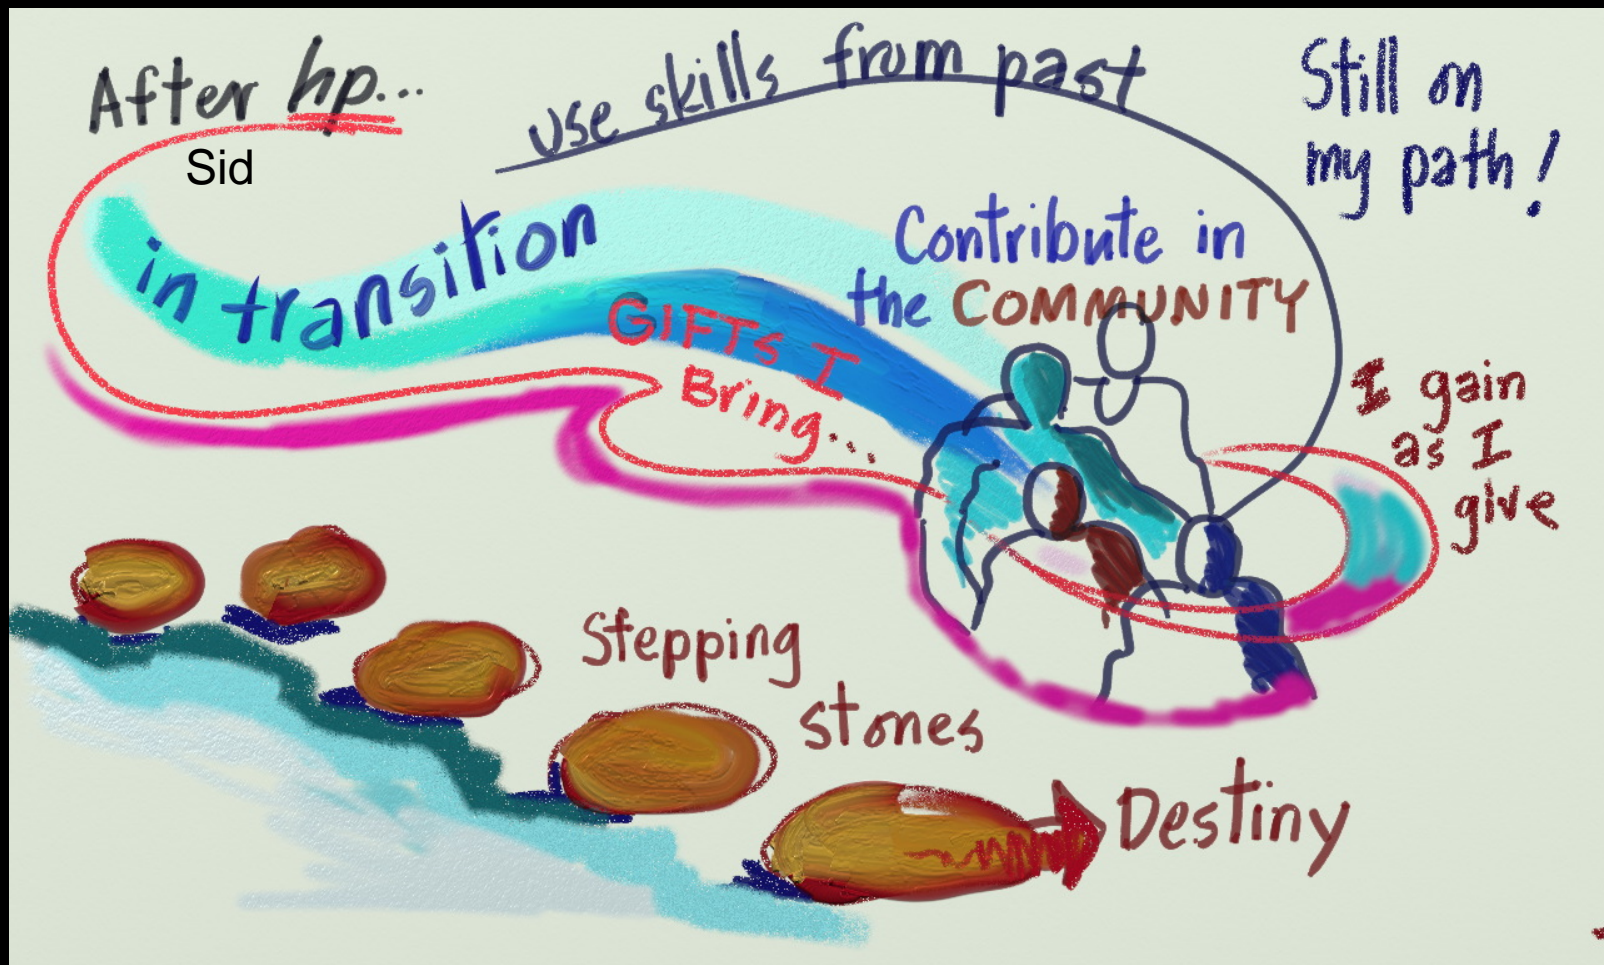 After hp...
Sid
use skills from past
Still on
my path!
in transition
Contribute in
the COMMUNITY
GIFTS I
Bring...
I gain
as I
give
Stepping
stones
Destiny